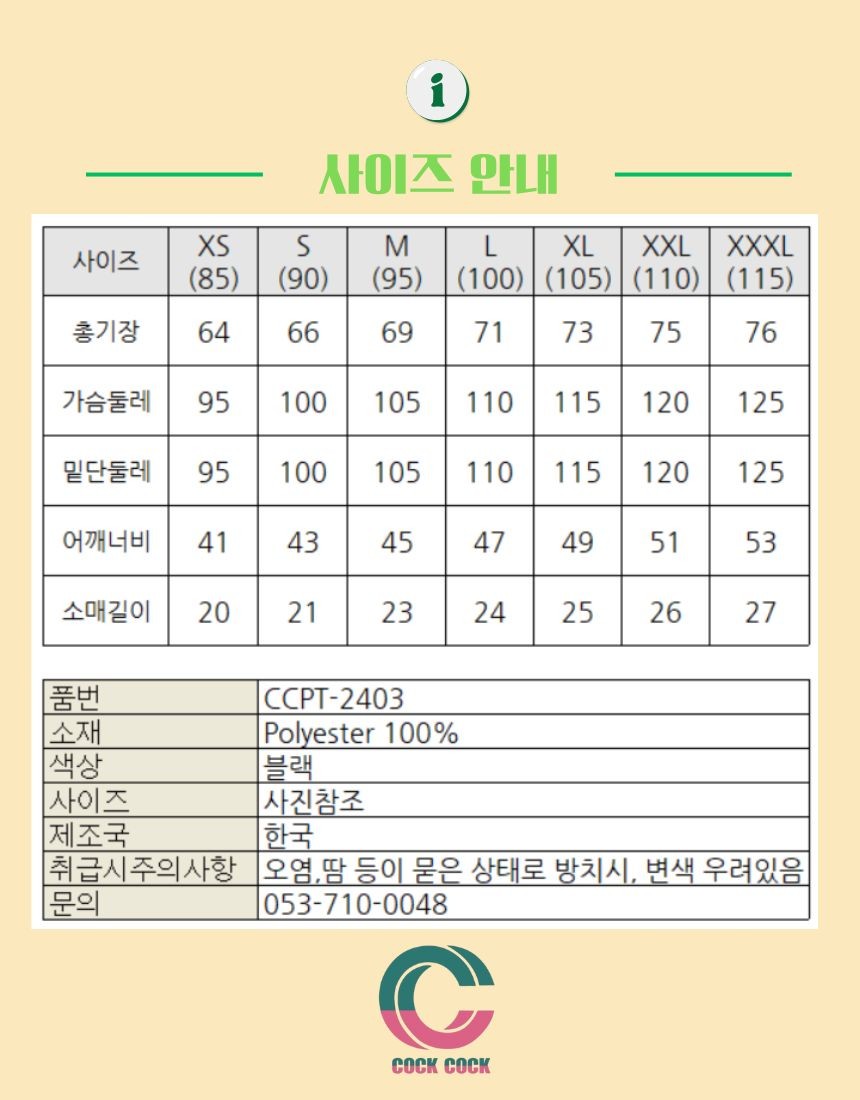 i
사이즈 안내
사이즈 XS (85) S (90) M (95) L (100) XL (105) XXL (110) XXXL (115)
총기장 64 66 69 71 73 75 76
가슴둘레 95 100 105 110 115 120 125
밑단둘레 95 100 105 110 115 120 125
어깨너비 41 43 45 47 49 51 53
소매길이 20 21 23 24 25 26 27
품번 CCPT-2403
소재 Polyester 100%
색상 블랙
사이즈 사진참조
제조국 한국
취급시주의사항 오염,땀 등이 묻은 상태로 방치시, 변색 우려있음
문의 053-710-0048
COCK COCK